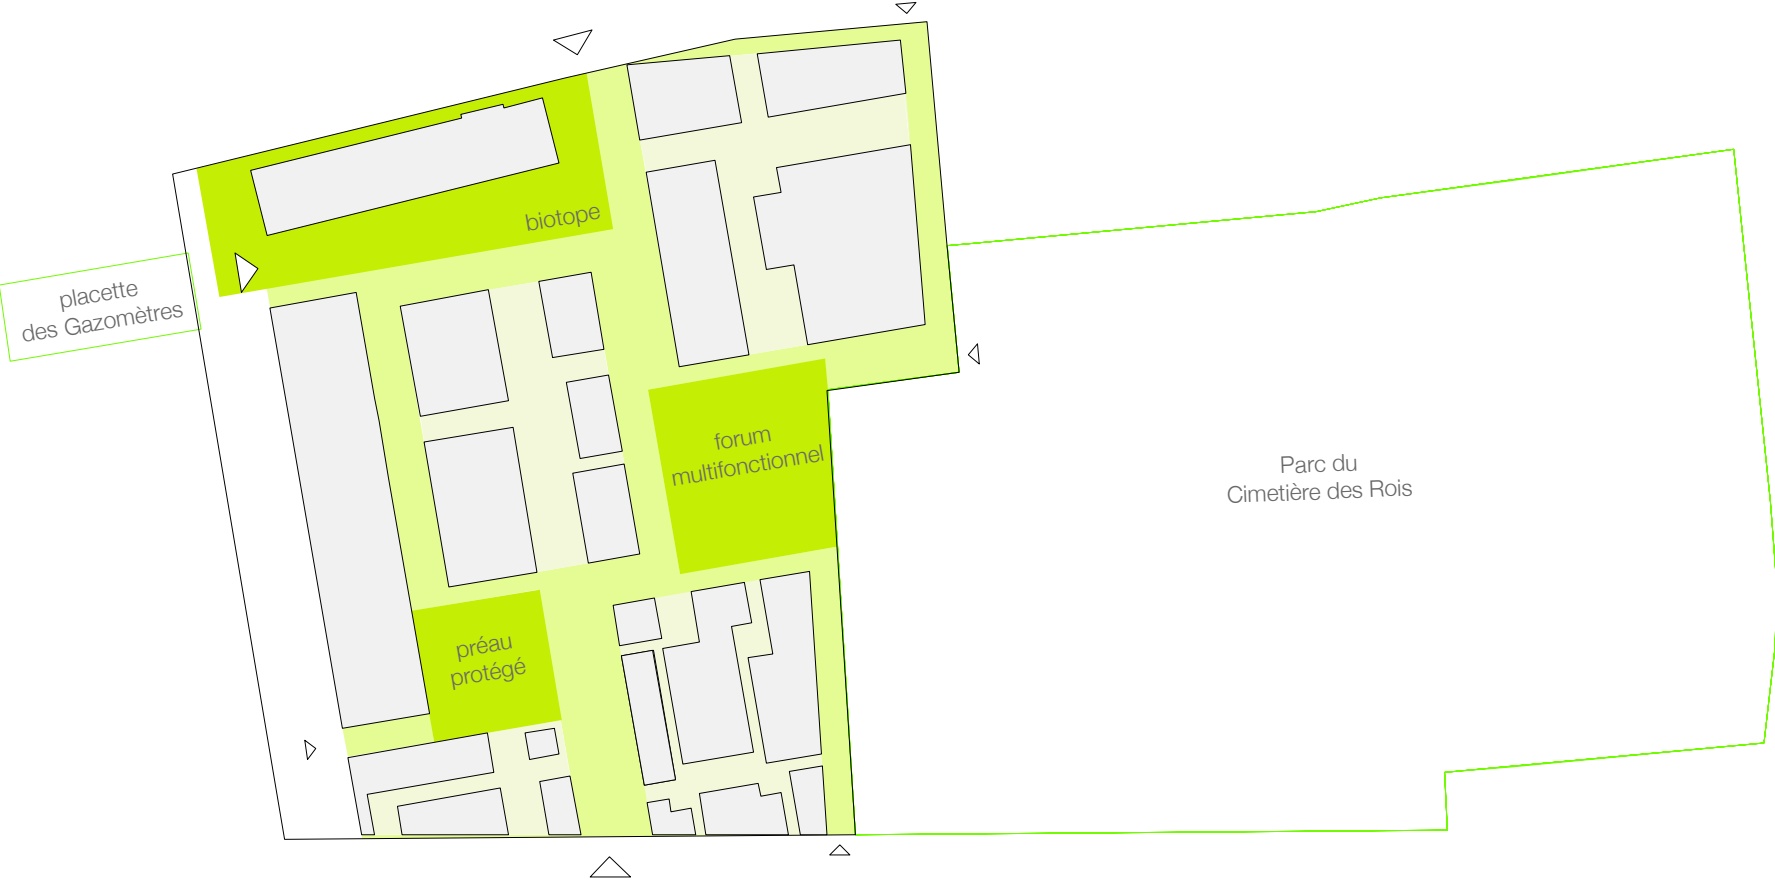 biotope
placette
des Gazomètres
forum
multifonctionnel
Parc du
Cimetière des Rois
préau
protégé